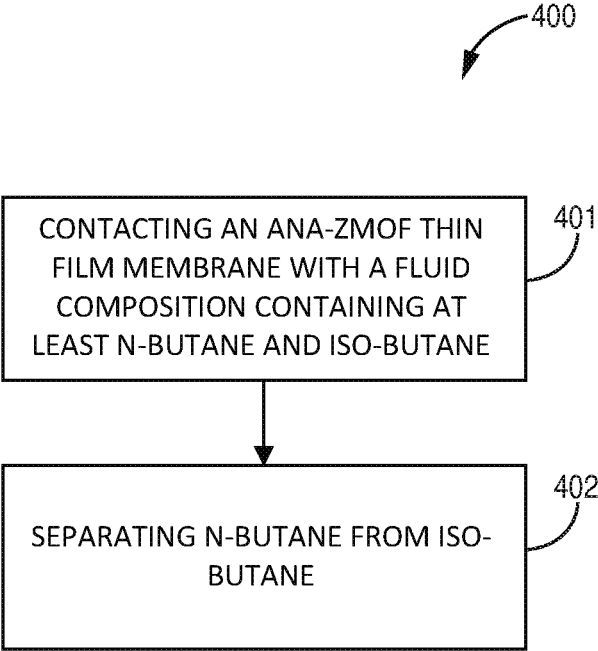 400
CONTACTING AN ANA-ZMOF THIN
FILM MEMBRANE WITH A FLUID
COMPOSITION CONTAINING AT
LEAST N-BUTANE AND ISO-BUTANE
401
SEPARATING N-BUTANE FROM ISO-
BUTANE
402